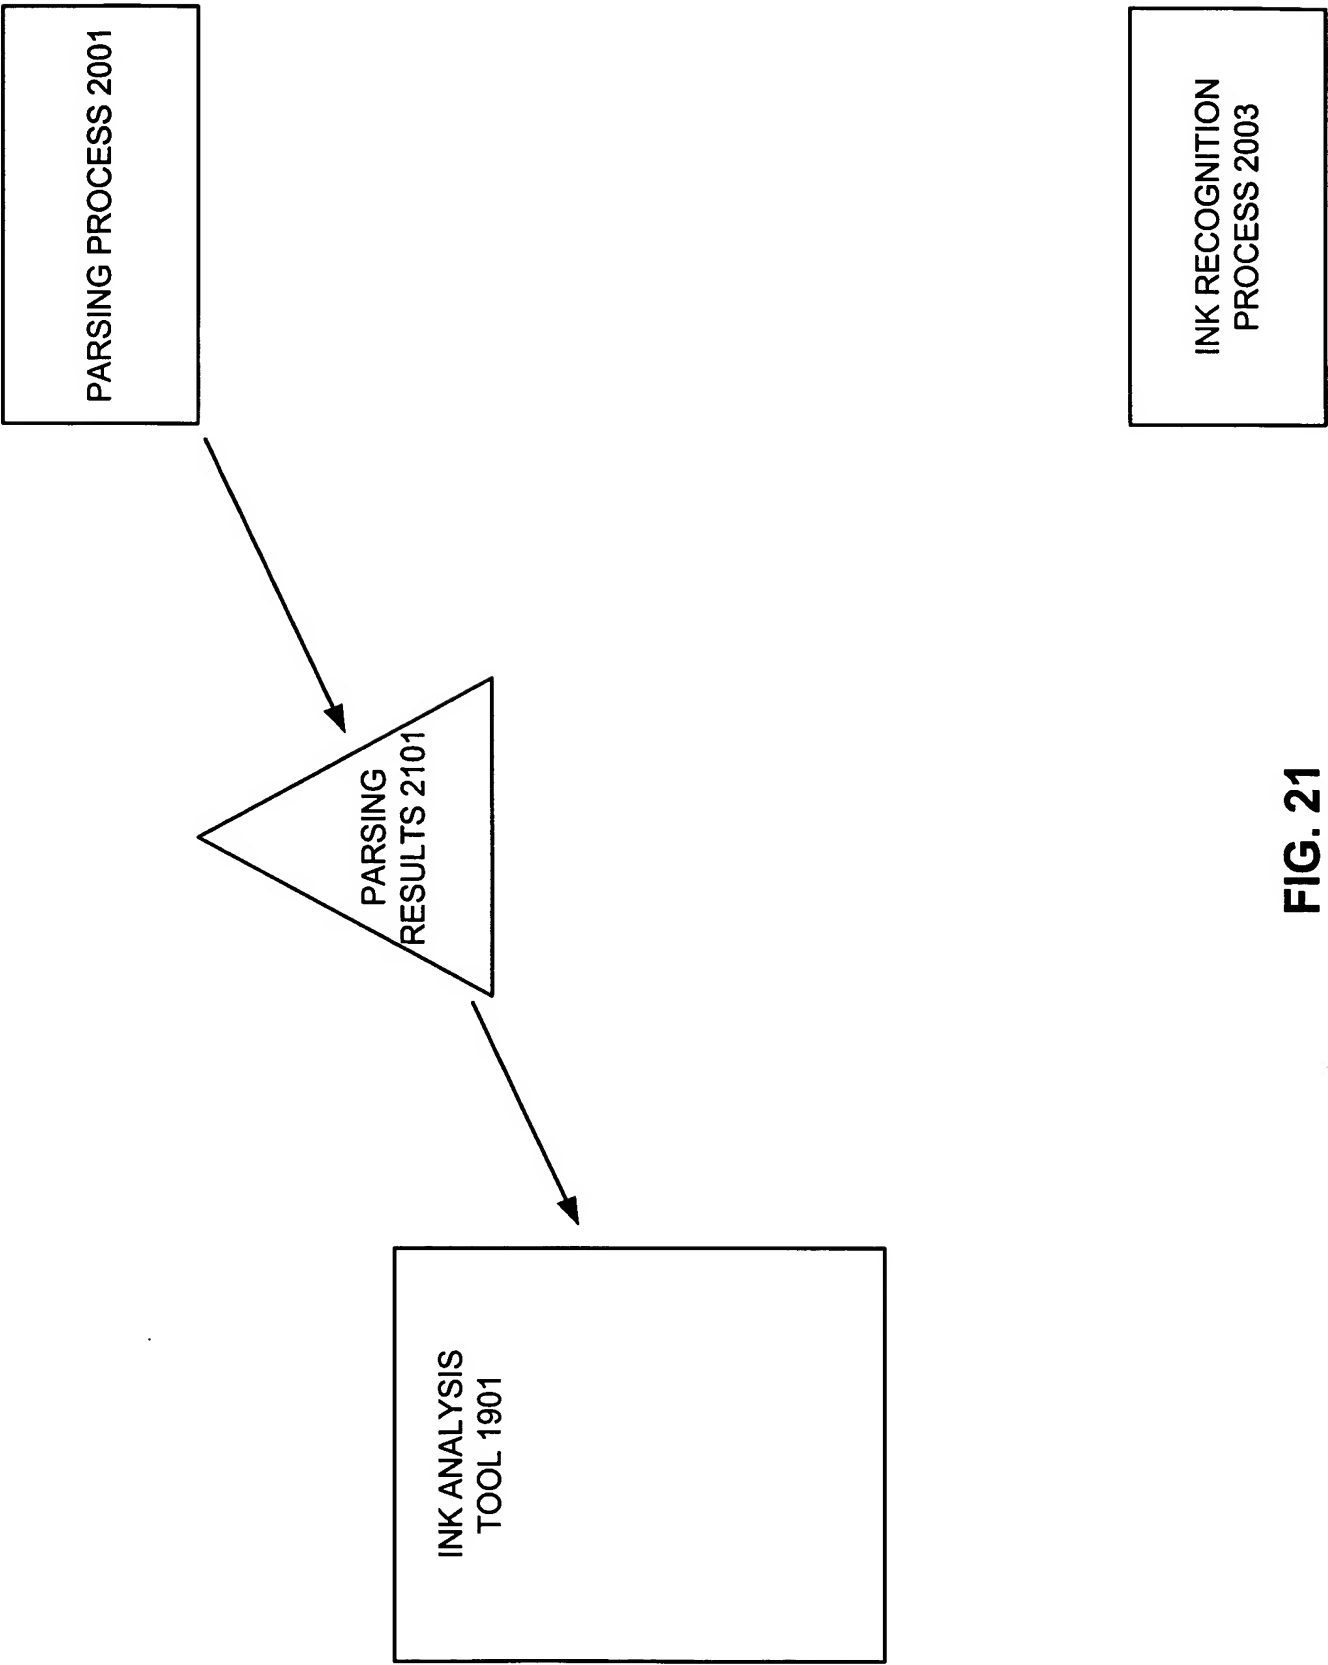 PARSING PROCESS 2001
PARSING
RESULTS 2101
INK ANALYSIS
TOOL 1901
INK RECOGNITION
PROCESS 2003
FIG. 21